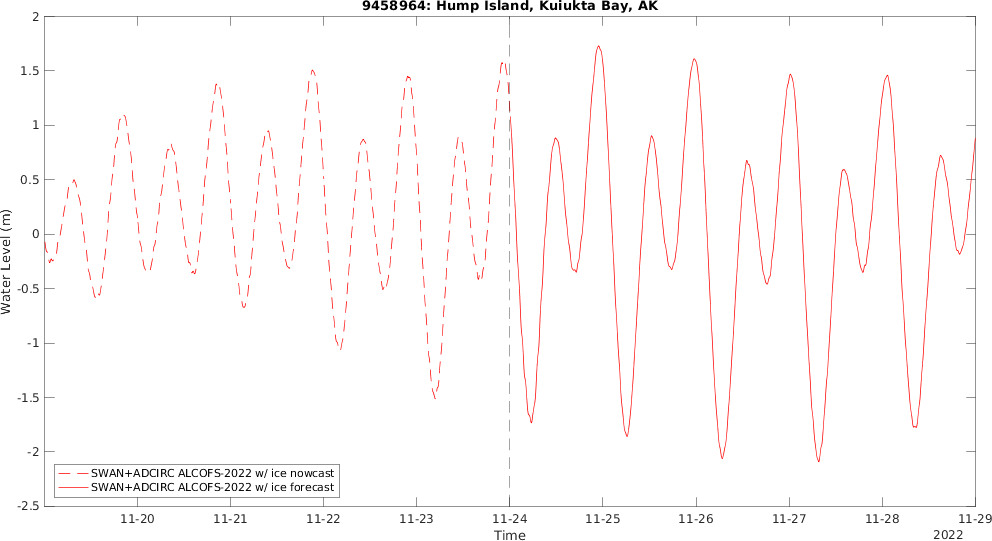 9458964: Hump Island, Kuiukta Bay, AK
Water Level (m)
2
1.5
1
0.5
0
-0.5
-1
-1.5
-2
-2.5
SWAN+ADCIRC ALCOFS-2022 w/ ice nowcast
SWAN+ADCIRC ALCOFS-2022 w/ ice forecast
11-20 11-21 11-22 11-23 11-24 11-25 11-26 11-27 11-28 11-29
Time
2022